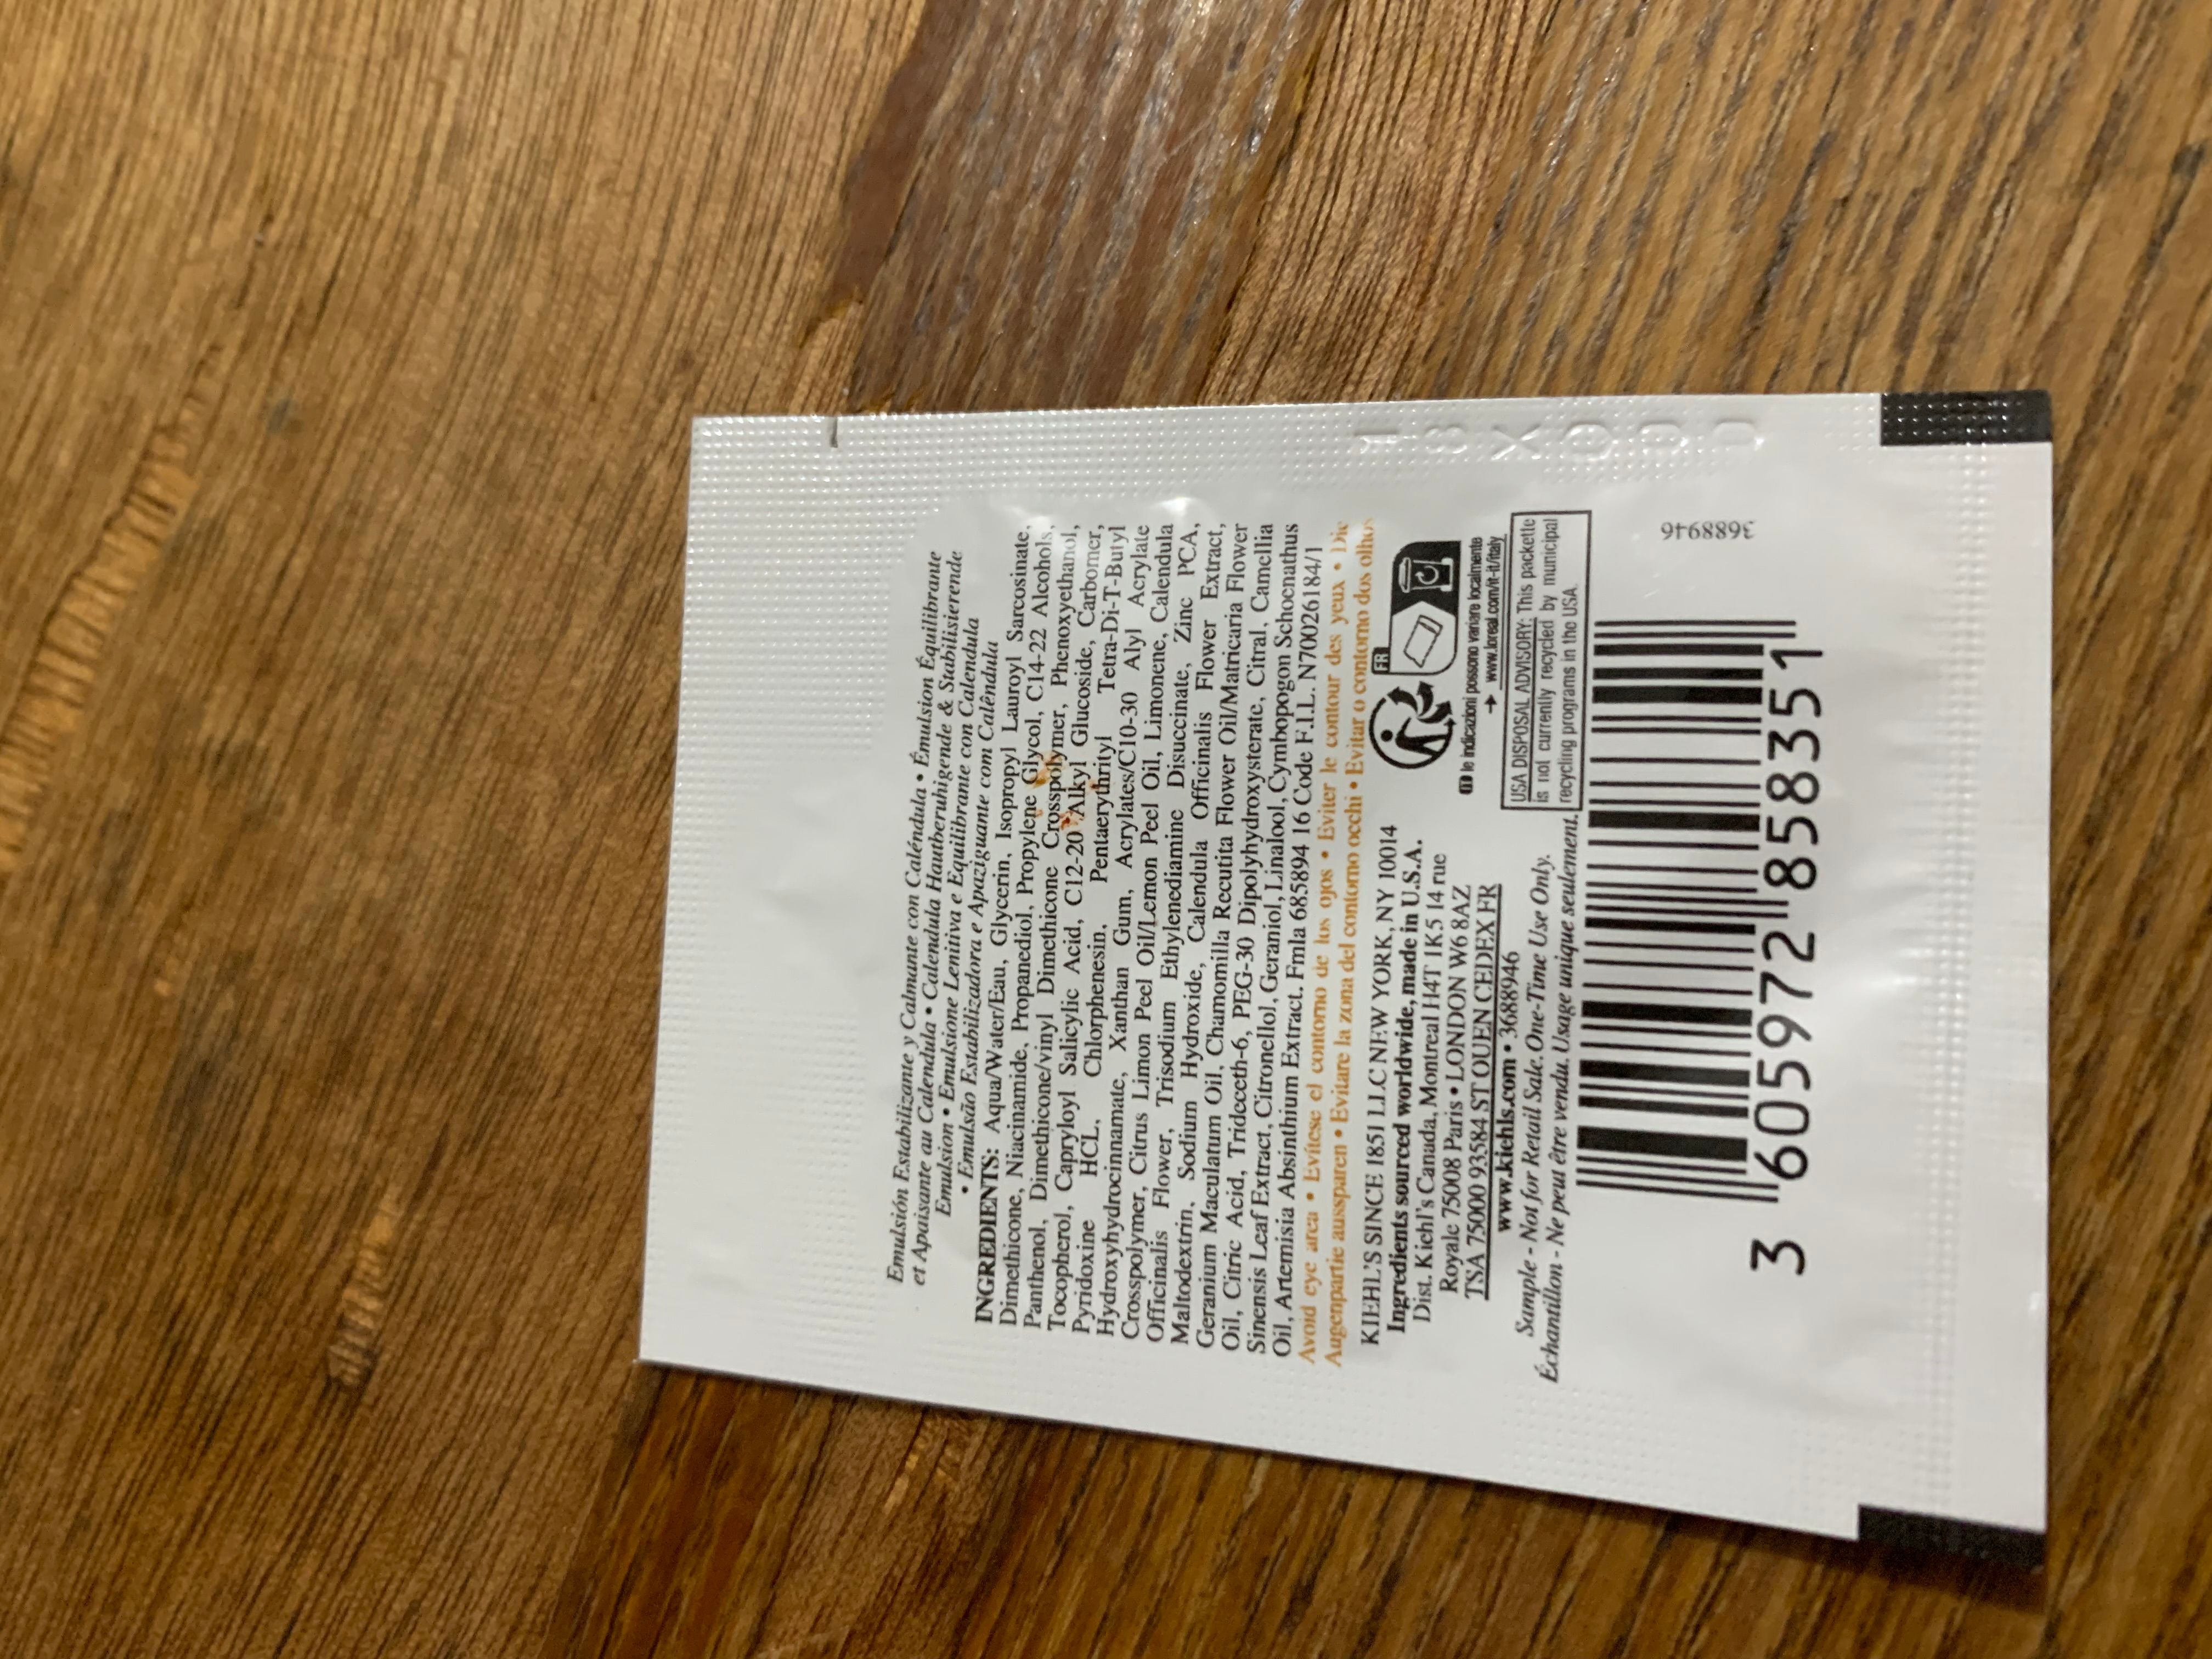 Emulsión Estabilizante y Calmante con Caléndula • Émulsion Équilibrante
et Apaisante au Calendula • Calendula Hautberuhigende & Stabilisierende
Emulsion • Emulsione Lenitiva e Equilibrante con Calendula
• Emulsão Estabilizadora e Apaziguante com Calêndula
INGREDIENTS: Aqua/Water/Eau, Glycerin, Isopropyl Lauroyl Sarcosinate,
Dimethicone, Niacinamide, Propanediol, Propylene Glycol, C14-22 Alcohols,
Panthenol, Dimethicone/vinyl Dimethicone Crosspolymer, Phenoxyethanol,
Tocopherol, Capryloyl Salicylic Acid, C12-20 Alkyl Glucoside, Carbomer,
Pyridoxine HCL, Chlorphenesin, Pentaerythrityl Tetra-Di-T-Butyl
Hydroxyhydrocinnamate, Xanthan Gum, Acrylates/C10-30 Alyl Acrylate
Crosspolymer, Citrus Limon Peel Oil/Lemon Peel Oil, Limonene, Calendula
Officinalis Flower, Trisodium Ethylenediamine Disuccinate, Zinc PCA,
Maltodextrin, Sodium Hydroxide, Calendula Officinalis Flower Extract,
Geranium Maculatum Oil, Chamomilla Recutita Flower Oil/Matricaria Flower
Oil, Citric Acid, Trideceth-6, PEG-30 Dipolyhydroxysterate, Citral, Camellia
Sinensis Leaf Extract, Citronellol, Geraniol, Linalool, Cymbopogon Schoenathus
Oil, Artemisia Absinthium Extract. Fmla 685894 16 Code F.I.L. N70026184/1
Avoid eye area • Evítese el contorno de los ojos • Eviter le contour des yeux • Die
Augenpartie aussparen • Evitare la zona del contorno occhi • Evitar o contorno dos olhos
KIEHL'S SINCE 1851 LLC NEW YORK, NY 10014
Ingredients sourced worldwide, made in U.S.A.
Dist. Kiehl's Canada, Montreal H4T 1K5 14 rue
Royale 75008 Paris • LONDON W6 8AZ
TSA 75000 93584 ST OUEN CEDEX FR
www.kiehls.com • 3688946
Sample - Not for Retail Sale. One-Time Use Only.
Échantillon - Ne peut être vendu. Usage unique seulement.
FR
IT le indicazioni possono variare localmente
→ www.loreal.com/it-it/italy
USA DISPOSAL ADVISORY: This packette
is not currently recycled by municipal
recycling programs in the USA.
3 605972 858351
3688946